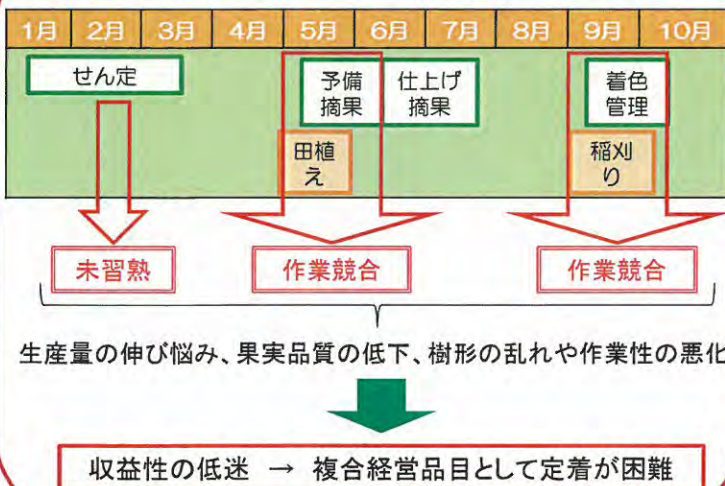 1月 2月 3月 4月 5月 6月 7月 8月 9月 10月
せん定
予備
摘果
仕上げ
摘果
着色
管理
田植
え
稲刈
り
未習熟
作業競合
作業競合
生産量の伸び悩み、果実品質の低下、樹形の乱れや作業性の悪化
収益性の低迷 → 複合経営品目として定着が困難